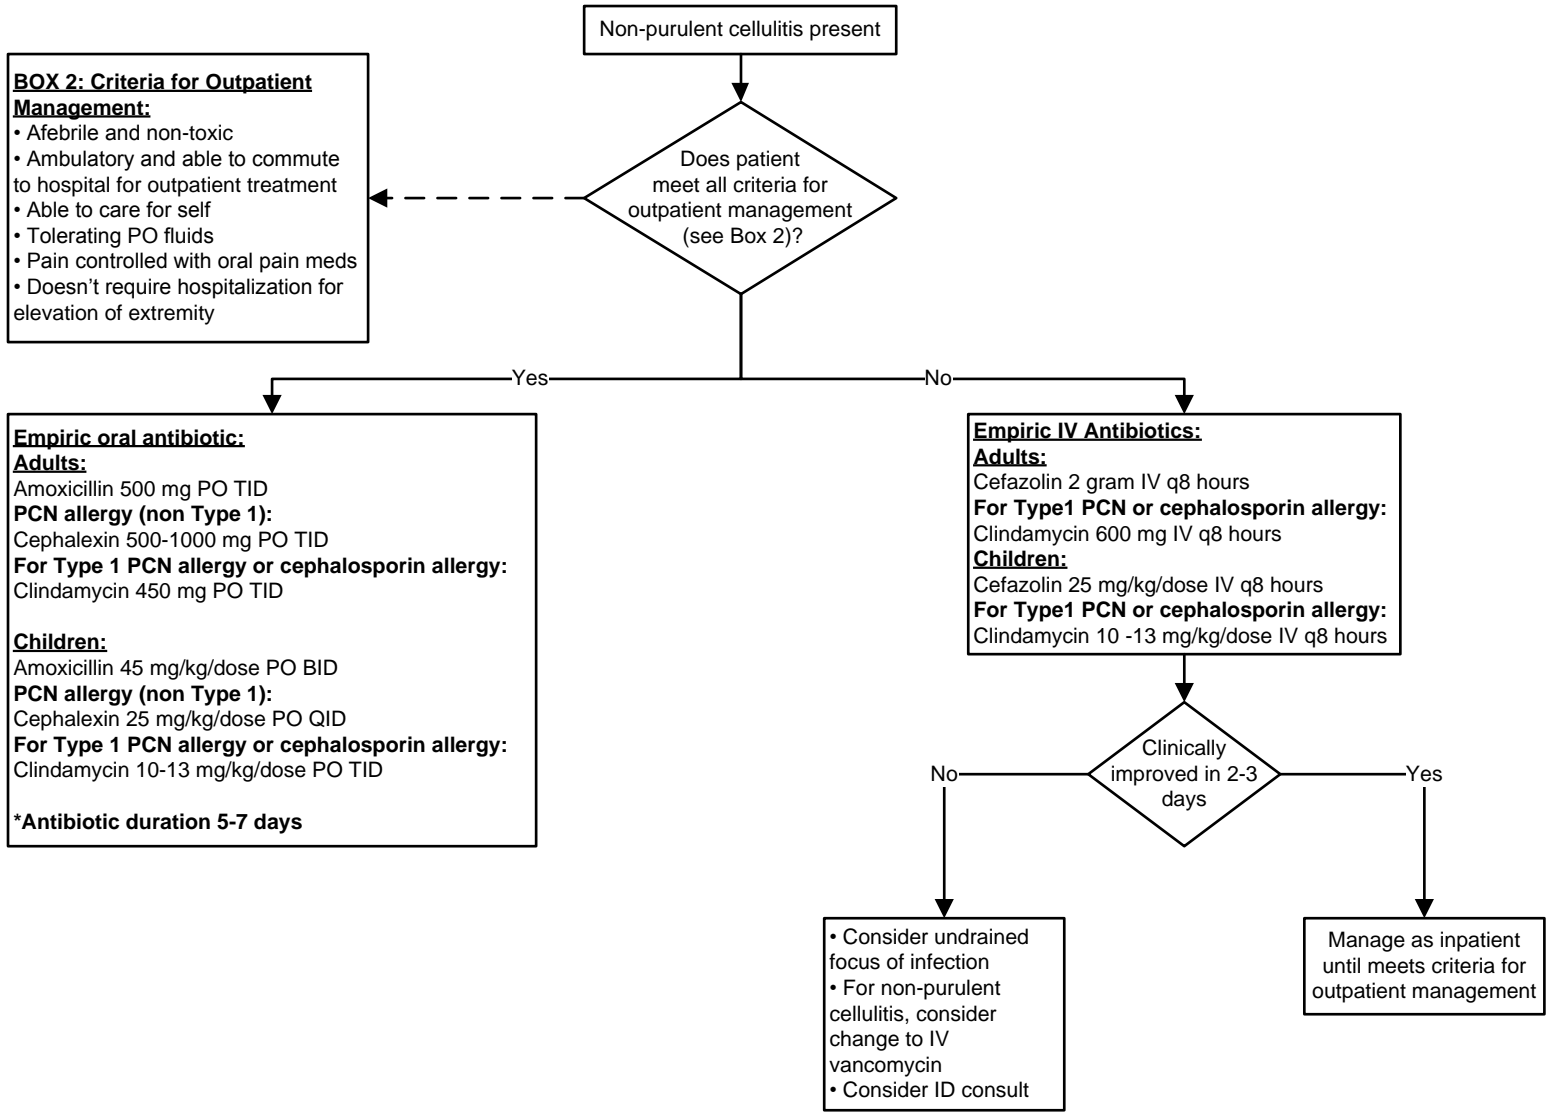 Non-purulent cellulitis present
BOX 2: Criteria for Outpatient
Management:
• Afebrile and non-toxic
• Ambulatory and able to commute
to hospital for outpatient treatment
• Able to care for self
• Tolerating PO fluids
• Pain controlled with oral pain meds
• Doesn’t require hospitalization for
elevation of extremity
Does patient
meet all criteria for
outpatient management
(see Box 2)?
Yes
No
Empiric oral antibiotic:
Adults:
Amoxicillin 500 mg PO TID
PCN allergy (non Type 1):
Cephalexin 500-1000 mg PO TID
For Type 1 PCN allergy or cephalosporin allergy:
Clindamycin 450 mg PO TID
Children:
Amoxicillin 45 mg/kg/dose PO BID
PCN allergy (non Type 1):
Cephalexin 25 mg/kg/dose PO QID
For Type 1 PCN allergy or cephalosporin allergy:
Clindamycin 10-13 mg/kg/dose PO TID
*Antibiotic duration 5-7 days
Empiric IV Antibiotics:
Adults:
Cefazolin 2 gram IV q8 hours
For Type1 PCN or cephalosporin allergy:
Clindamycin 600 mg IV q8 hours
Children:
Cefazolin 25 mg/kg/dose IV q8 hours
For Type1 PCN or cephalosporin allergy:
Clindamycin 10 -13 mg/kg/dose IV q8 hours
Clinically
improved in 2-3
days
No
Yes
• Consider undrained
focus of infection
• For non-purulent
cellulitis, consider
change to IV
vancomycin
• Consider ID consult
Manage as inpatient
until meets criteria for
outpatient management